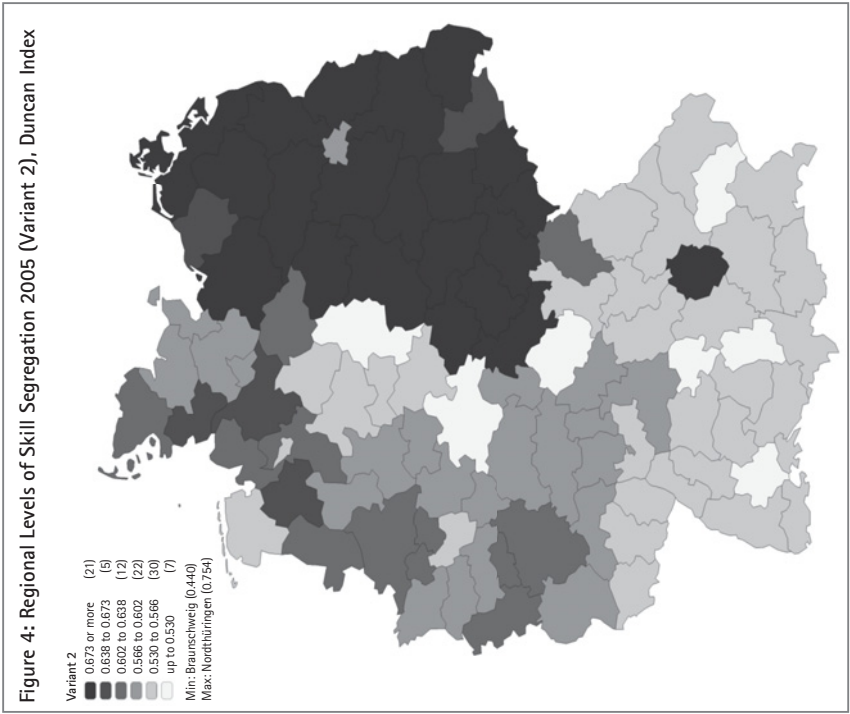 Figure 4: Regional Levels of Skill Segregation 2005 (Variant 2), Duncan Index
Variant 2
0.673 or more (21)
0.638 to 0.673 (5)
0.602 to 0.638 (12)
0.566 to 0.602 (22)
0.530 to 0.566 (30)
up to 0.530 (7)
Min: Braunschweig (0.440)
Max: Nordthüringen (0.754)